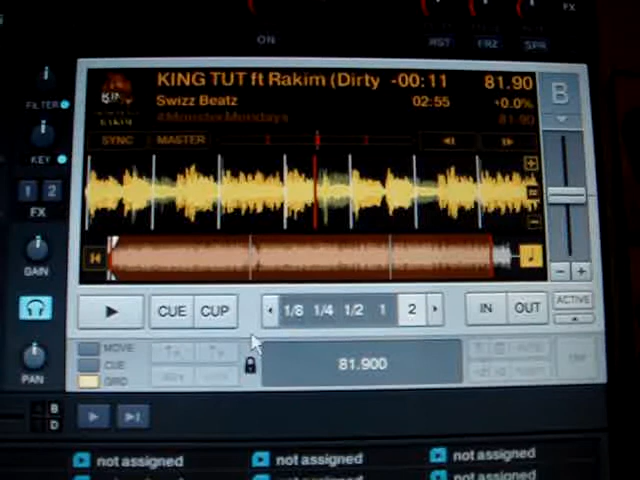 FX
ON
RST FRZ SPR
KING TUT ft Rakim (Dirty -00:11 81.90
Swizz Beatz 02:55 +0.0%
#MonsterMondays 81.90
B
SYNC MASTER
FILTER
KEY
1 2
FX
GAIN
PAN
CUE CUP 1/8 1/4 1/2 1 2 IN OUT ACTIVE
MOVE
CUE
GRID
81.900
B
D
not assigned not assigned not assigned